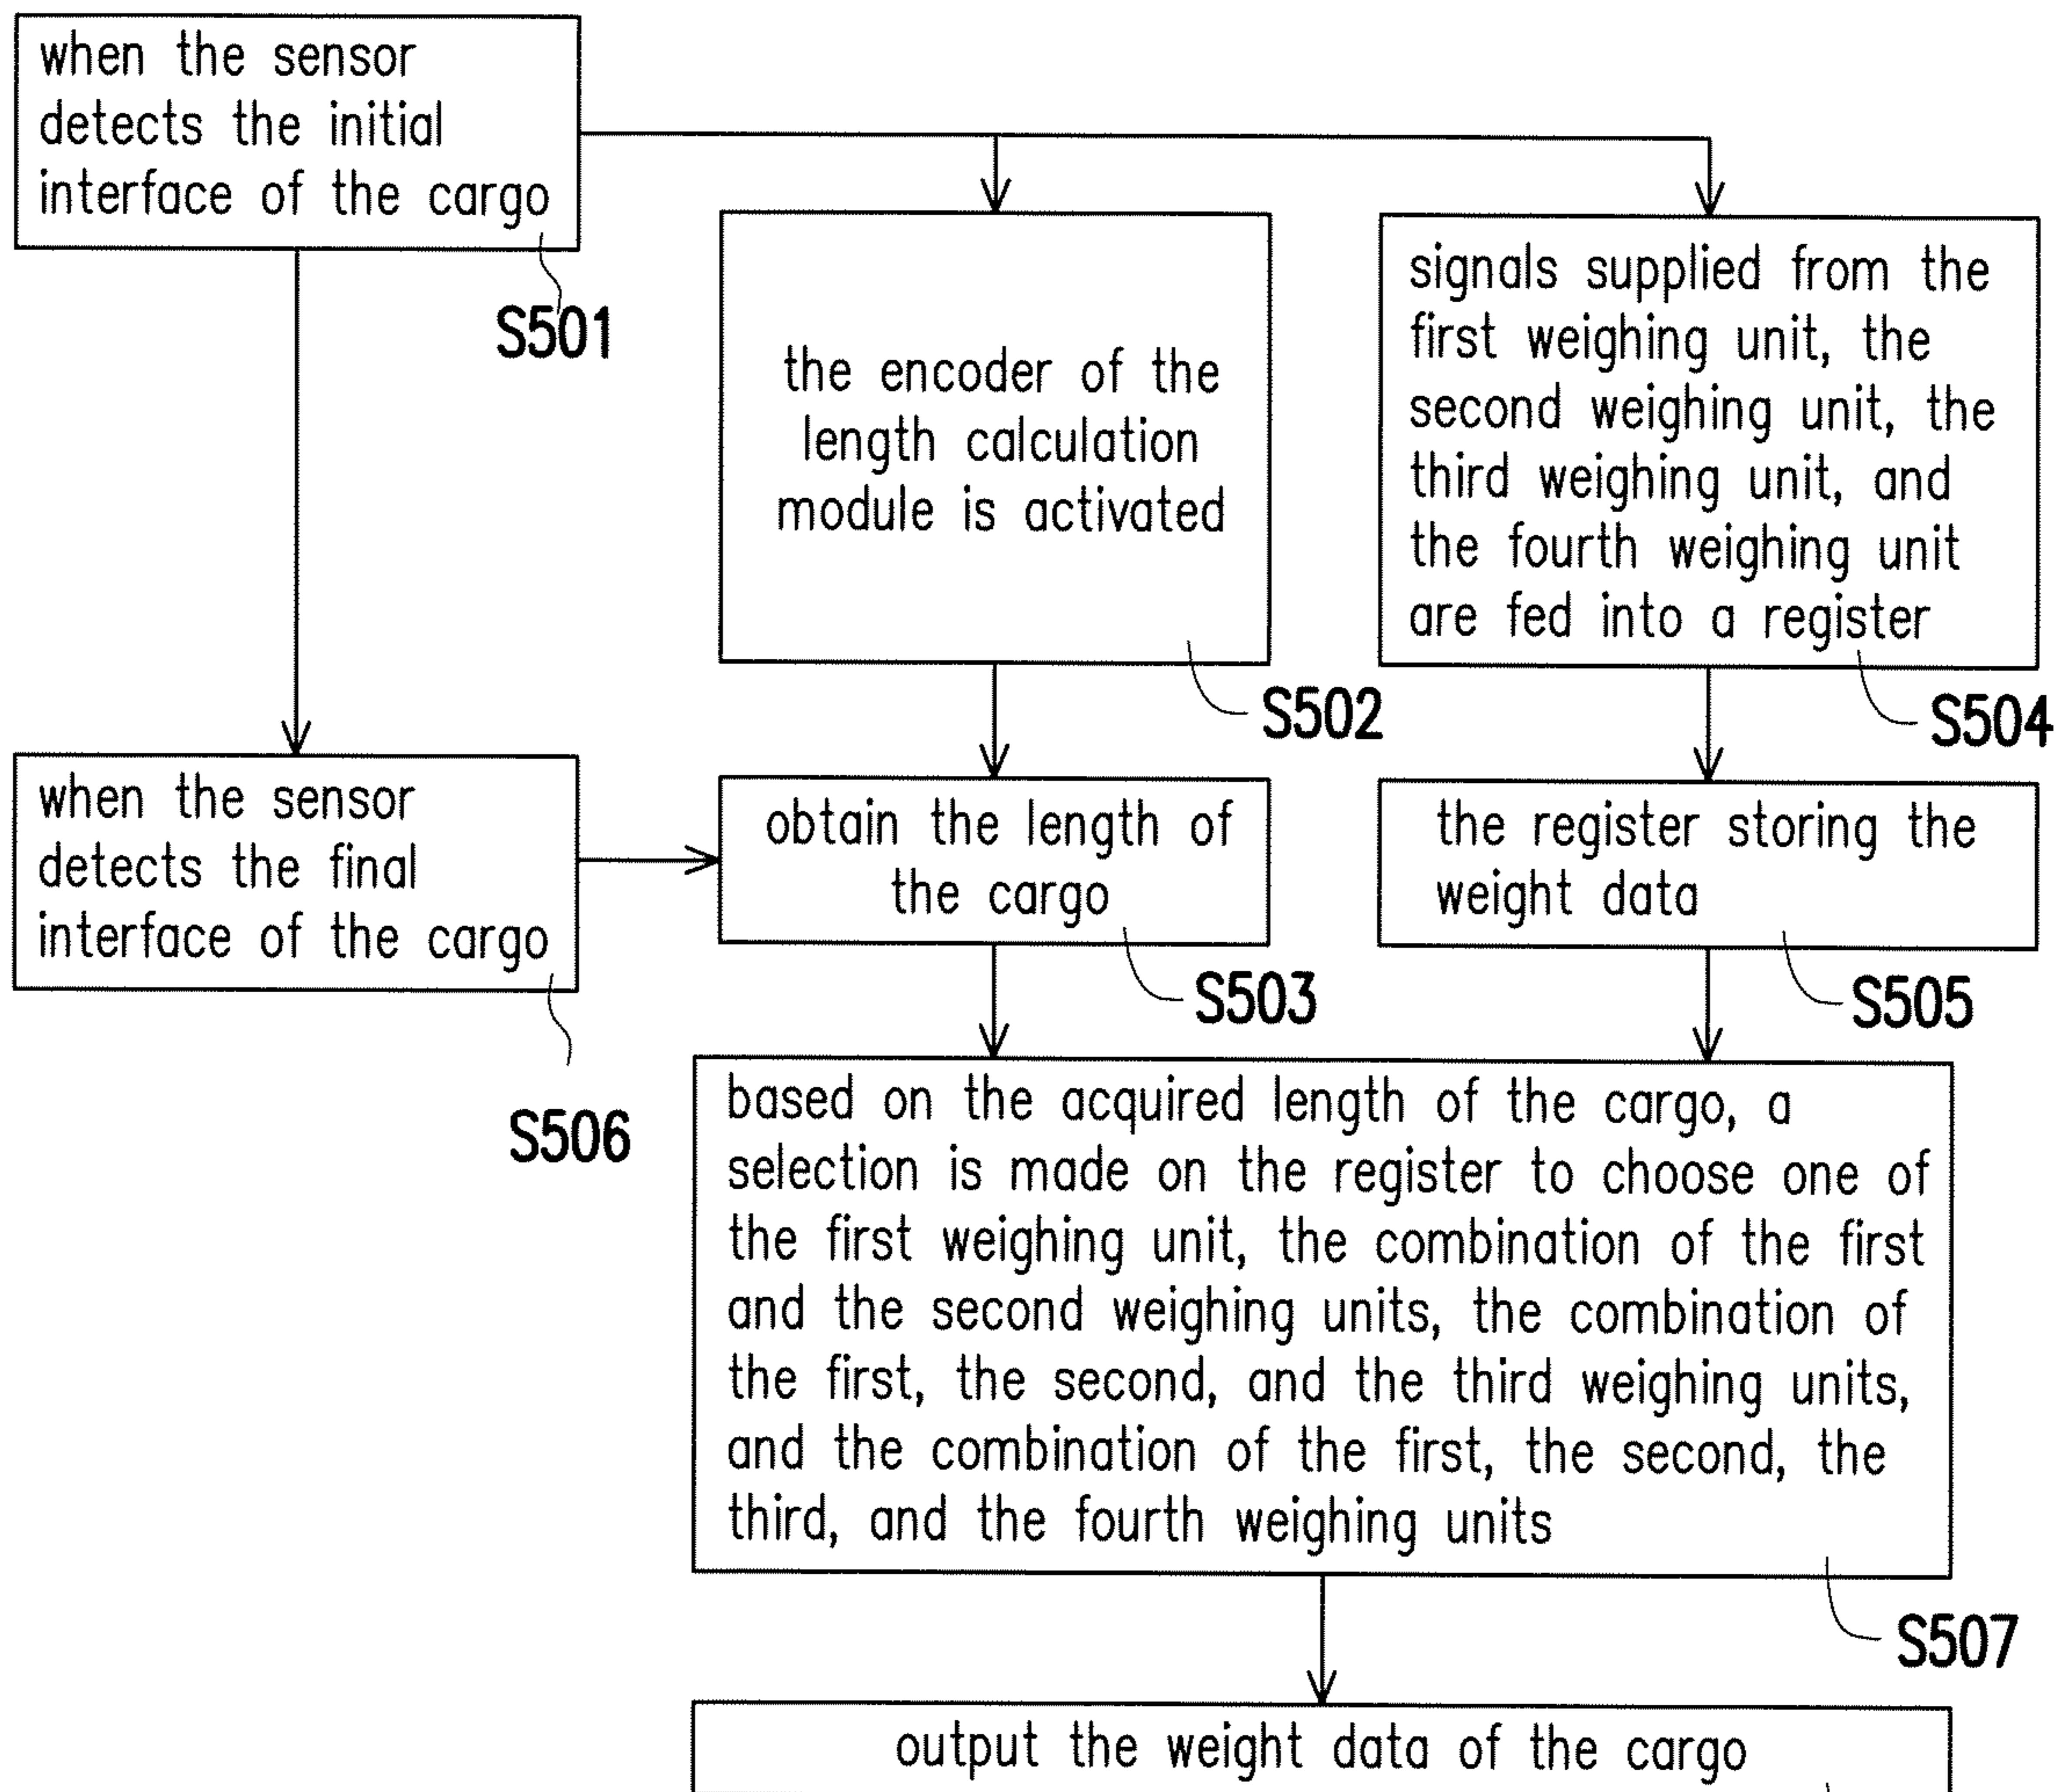 when the sensor
detects the initial
interface of the cargo
S501
the encoder of the
length calculation
module is activated
S502
signals supplied from the
first weighing unit, the
second weighing unit, the
third weighing unit, and
the fourth weighing unit
are fed into a register
S504
when the sensor
detects the final
interface of the cargo
S506
obtain the length of
the cargo
S503
the register storing the
weight data
S505
based on the acquired length of the cargo, a
selection is made on the register to choose one of
the first weighing unit, the combination of the first
and the second weighing units, the combination of
the first, the second, and the third weighing units,
and the combination of the first, the second, the
third, and the fourth weighing units
S507
output the weight data of the cargo